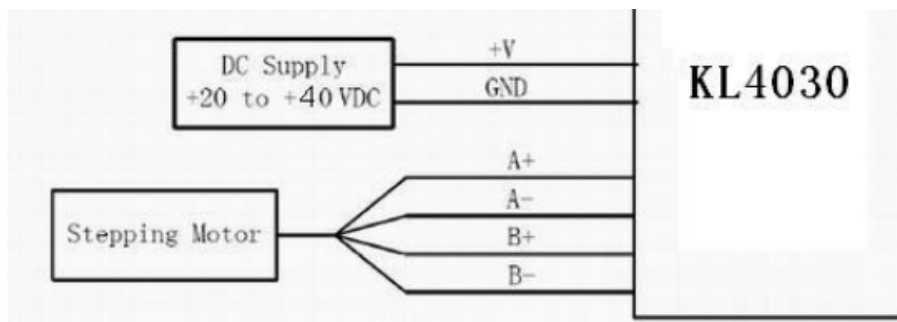 DC Supply
+20 to +40 VDC
+V
GND
KL4030
Stepping Motor
A+
A-
B+
B-